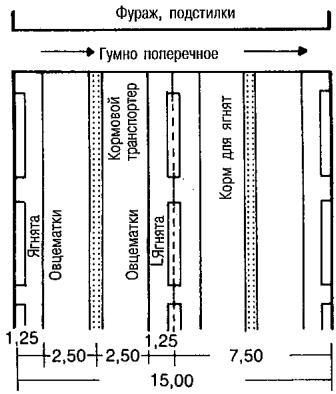 Фураж, подстилки
Гумно поперечное
Кормовой
транспортер
Корм для ягнят
Ягнята
Овцематки
Овцематки
Ягнята
1,25
2,50
2,50
1,25
7,50
15,00